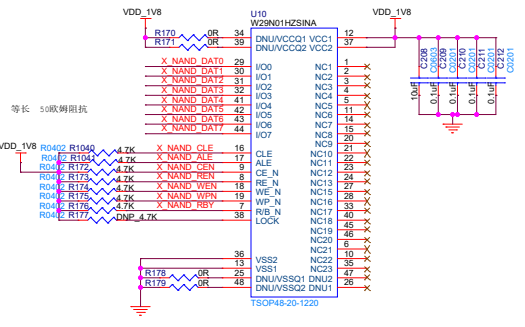 U10
W29N01HZSINA
VDD_1V8
VDD_1V8
R170 0R 34 DNU/VCCQ1 VCC1 12
R171 0R 39 DNU/VCCQ2 VCC2 37
X_NAND_DAT0 29 I/O0 NC1 1
X_NAND_DAT1 30 I/O1 NC2 2
X_NAND_DAT2 31 I/O2 NC3 3
X_NAND_DAT3 32 I/O3 NC4 4
X_NAND_DAT4 41 I/O4 NC5 5
X_NAND_DAT5 42 I/O5 NC6 11
X_NAND_DAT6 43 I/O6 NC7 14
X_NAND_DAT7 44 I/O7 NC8 15
NC9 20
等长 50欧姆阻抗
VDD_1V8
R0402 R1040 4.7K X_NAND_CLE 16 CLE NC10 21
R0402 R1041 4.7K X_NAND_ALE 17 ALE NC11 22
R0402 R172 4.7K X_NAND_CEN 9 CE_N NC12 23
R0402 R173 4.7K X_NAND_REN 8 RE_N NC13 24
R0402 R174 4.7K X_NAND_WEN 18 WE_N NC14 27
R0402 R175 4.7K X_NAND_WPN 19 WP_N NC15 28
R0402 R176 4.7K X_NAND_RBY 7 R/B_N NC16 33
R0402 R177 DNP_4.7K 38 LOCK NC17 40
NC18 45
NC19 46
NC20 6
NC21 10
36 VSS2 NC22 35
13 VSS1 NC23
R178 0R 25 DNU/VSSQ1 DNU2 47
R179 0R 48 DNU/VSSQ2 DNU1 26
TSOP48-20-1220
C208 10uF C0603
C209 0.1uF C0201
C210 0.1uF C0201
C211 0.1uF C0201
C212 0.1uF C0201